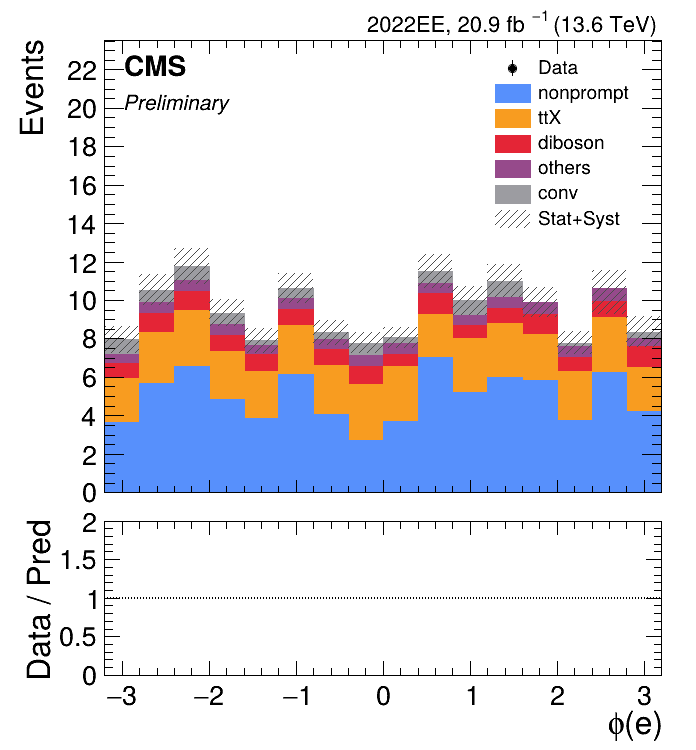 2022EE, 20.9 fb⁻¹ (13.6 TeV)
CMS
Preliminary
Events
22
20
18
16
14
12
10
8
6
4
2
0
Data
nonprompt
ttX
diboson
others
conv
Stat+Syst
Data / Pred
2
1.5
1
0.5
0
−3
−2
−1
0
1
2
3
ϕ(e)